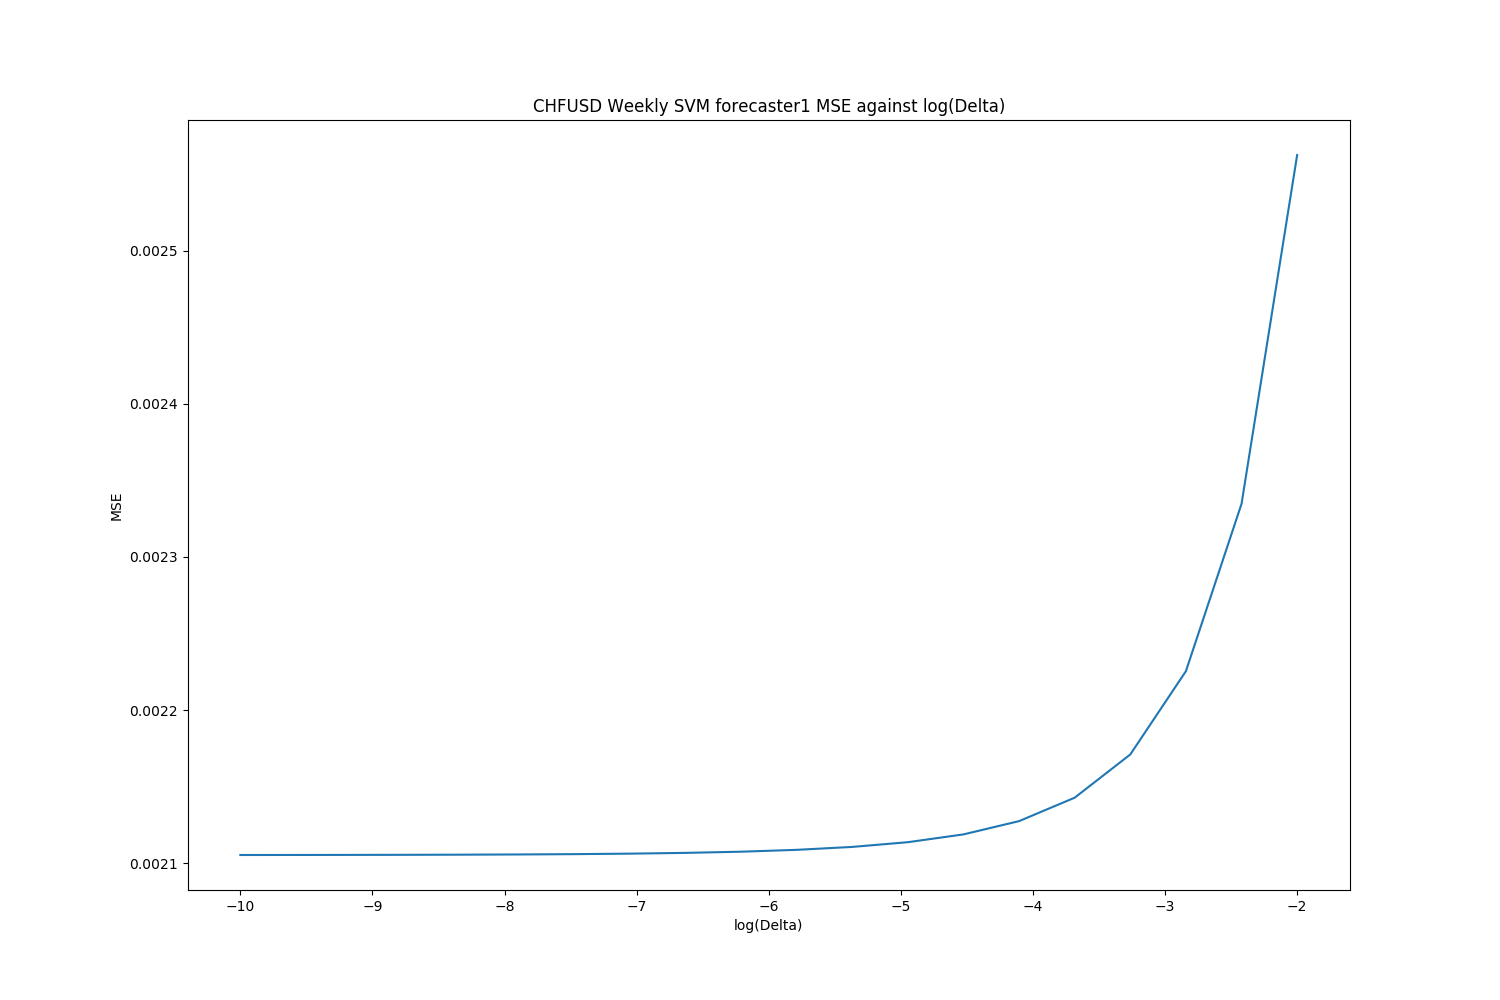 CHFUSD Weekly SVM forecaster1 MSE against log(Delta)
0.0025
0.0024
0.0023
0.0022
0.0021
MSE
−10 −9 −8 −7 −6 −5 −4 −3 −2
log(Delta)